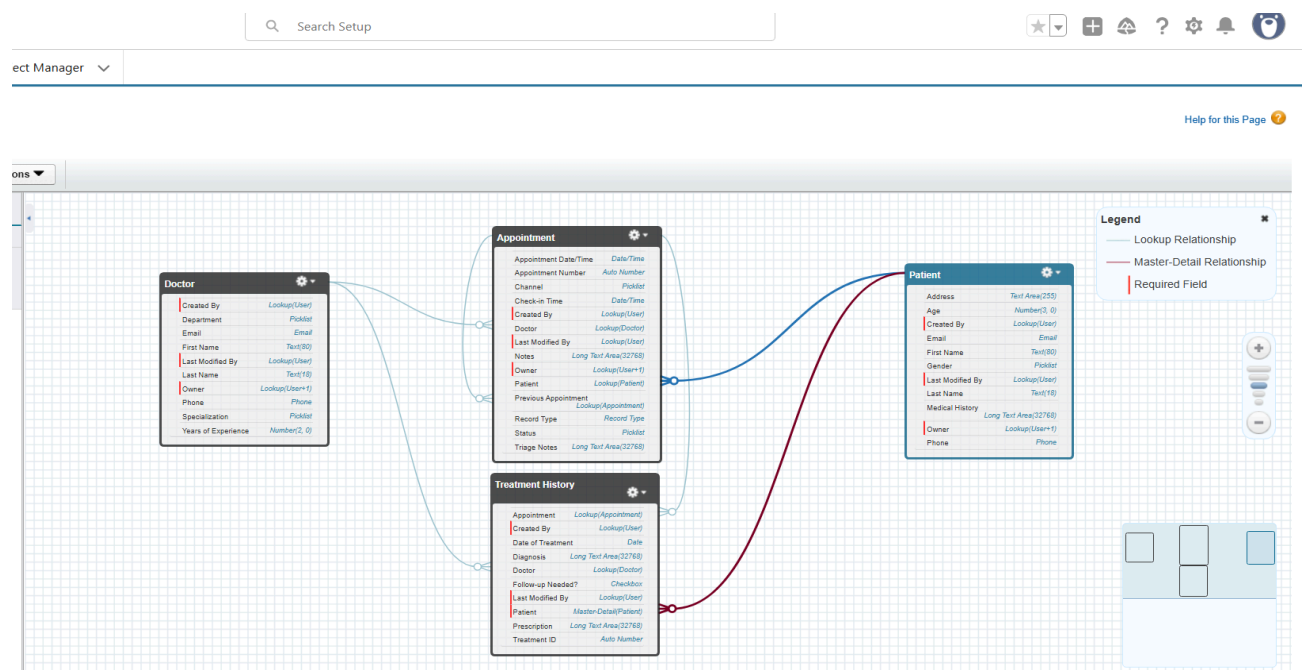 Search Setup
ect Manager
Help for this Page
ons
Doctor
Created By Lookup(User)
Department Picklist
Email Email
First Name Text(80)
Last Modified By Lookup(User)
Last Name Text(18)
Owner Lookup(User+1)
Phone Phone
Specialization Picklist
Years of Experience Number(2, 0)
Appointment
Appointment Date/Time Date/Time
Appointment Number Auto Number
Channel Picklist
Check-in Time Date/Time
Created By Lookup(User)
Doctor Lookup(Doctor)
Last Modified By Lookup(User)
Notes Long Text Area(32768)
Owner Lookup(User+1)
Patient Lookup(Patient)
Previous Appointment
Lookup(Appointment)
Record Type Record Type
Status Picklist
Triage Notes Long Text Area(32768)
Treatment History
Appointment Lookup(Appointment)
Created By Lookup(User)
Date of Treatment Date
Diagnosis Long Text Area(32768)
Doctor Lookup(Doctor)
Follow-up Needed? Checkbox
Last Modified By Lookup(User)
Patient Master-Detail(Patient)
Prescription Long Text Area(32768)
Treatment ID Auto Number
Patient
Address Text Area(255)
Age Number(3, 0)
Created By Lookup(User)
Email Email
First Name Text(80)
Gender Picklist
Last Modified By Lookup(User)
Last Name Text(18)
Medical History
Long Text Area(32768)
Owner Lookup(User+1)
Phone Phone
Legend
Lookup Relationship
Master-Detail Relationship
Required Field